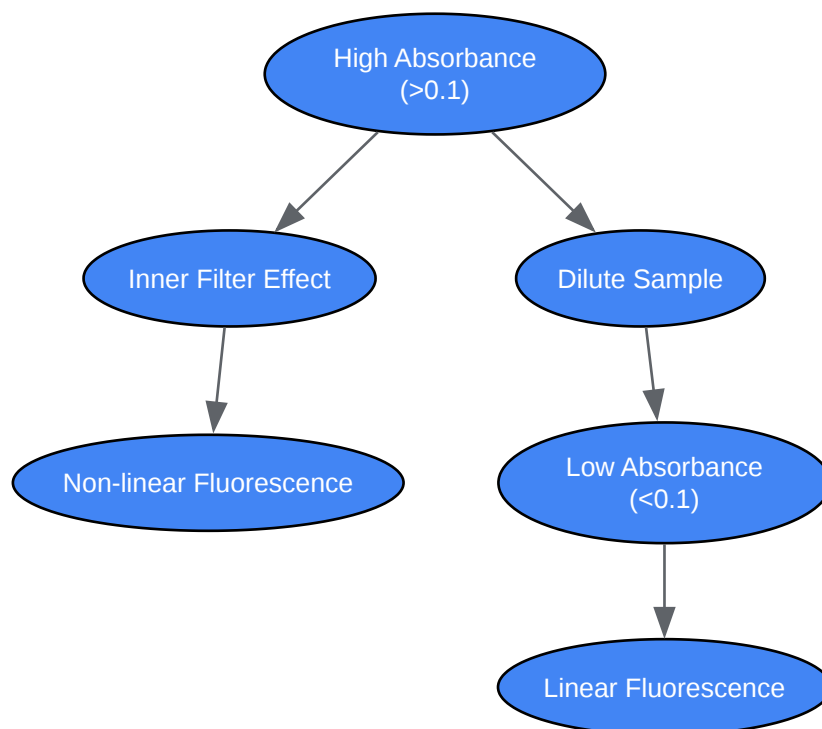 High Absorbance
(>0.1)
Inner Filter Effect
Dilute Sample
Non-linear Fluorescence
Low Absorbance
(<0.1)
Linear Fluorescence